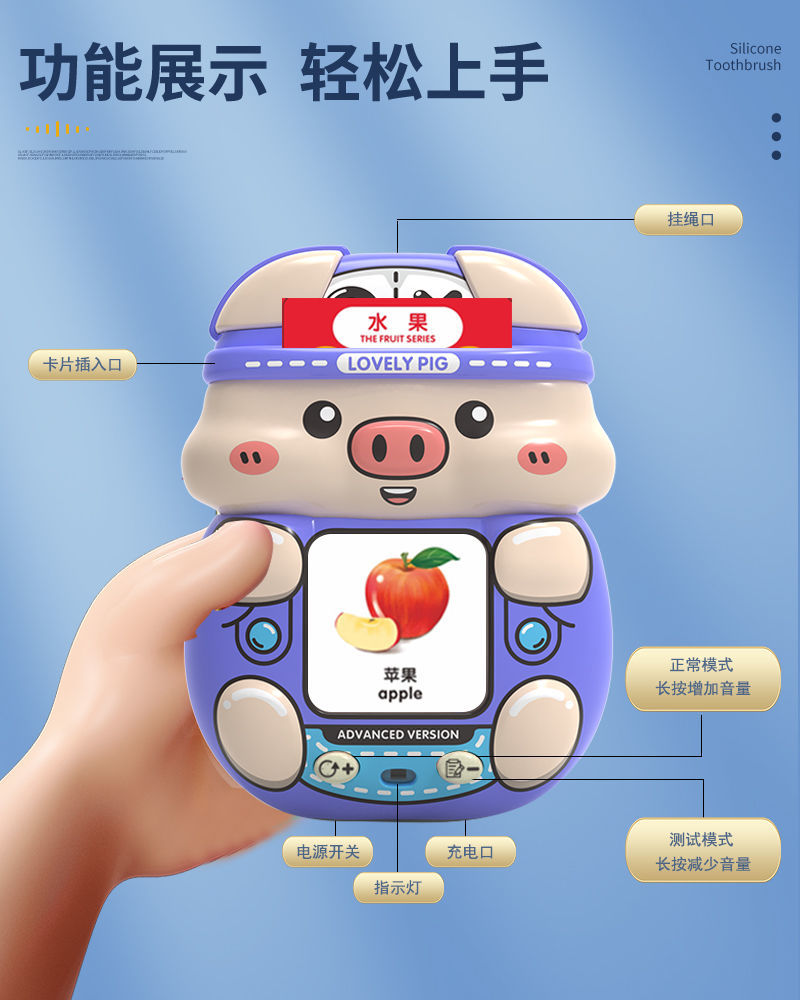 功能展示 轻松上手
Silicone
Toothbrush
挂绳口
水 果
THE FRUIT SERIES
卡片插入口
LOVELY PIG
苹果
apple
正常模式
长按增加音量
ADVANCED VERSION
测试模式
长按减少音量
电源开关
充电口
指示灯